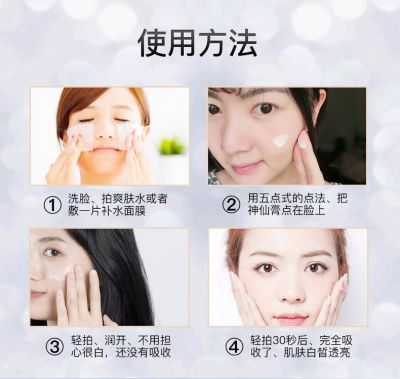 使用方法
① 洗脸、拍爽肤水或者
敷一片补水面膜
② 用五点式的点法、把
神仙膏点在脸上
③ 轻拍、润开、不用担
心很白，还没有吸收
④ 轻拍30秒后、完全吸
收了、肌肤白皙透亮